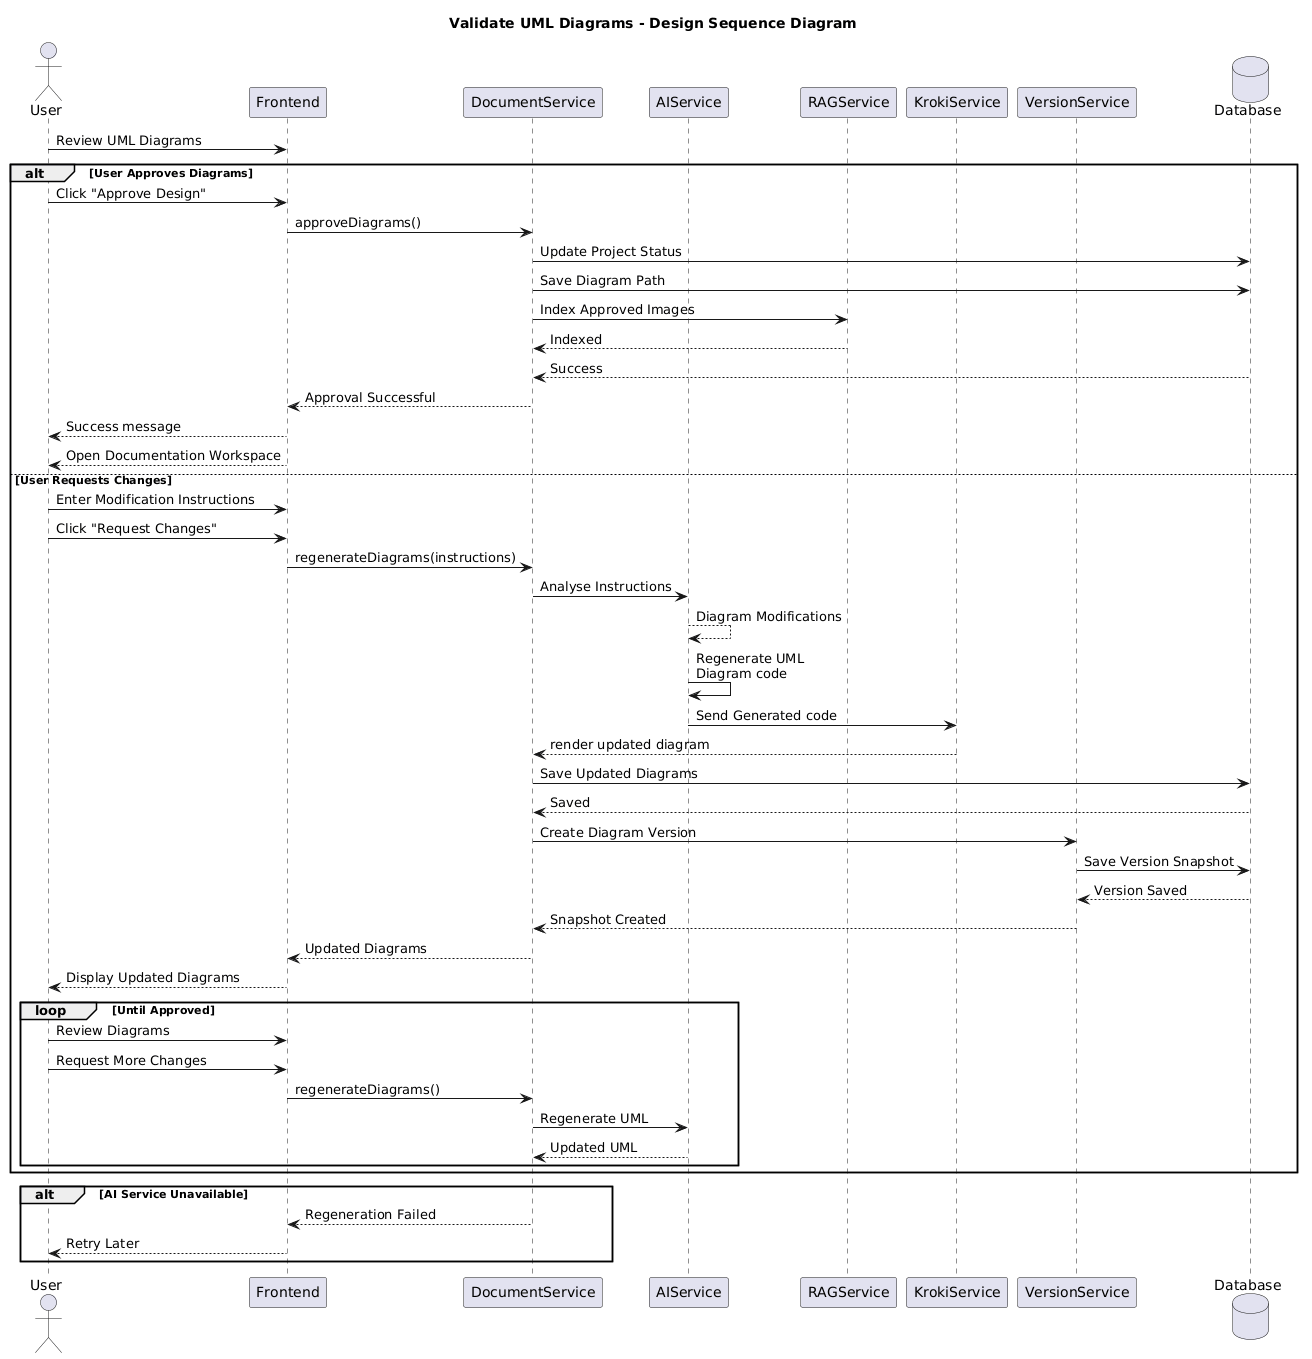 Validate UML Diagrams - Design Sequence Diagram
User
Frontend
DocumentService
AIService
RAGService
KrokiService
VersionService
Database
Review UML Diagrams
alt [User Approves Diagrams]
Click "Approve Design"
approveDiagrams()
Update Project Status
Save Diagram Path
Index Approved Images
Indexed
Success
Approval Successful
Success message
Open Documentation Workspace
[User Requests Changes]
Enter Modification Instructions
Click "Request Changes"
regenerateDiagrams(instructions)
Analyse Instructions
Diagram Modifications
Regenerate UML
Diagram code
Send Generated code
render updated diagram
Save Updated Diagrams
Saved
Create Diagram Version
Save Version Snapshot
Version Saved
Snapshot Created
Updated Diagrams
Display Updated Diagrams
loop [Until Approved]
Review Diagrams
Request More Changes
regenerateDiagrams()
Regenerate UML
Updated UML
alt [AI Service Unavailable]
Regeneration Failed
Retry Later
User
Frontend
DocumentService
AIService
RAGService
KrokiService
VersionService
Database